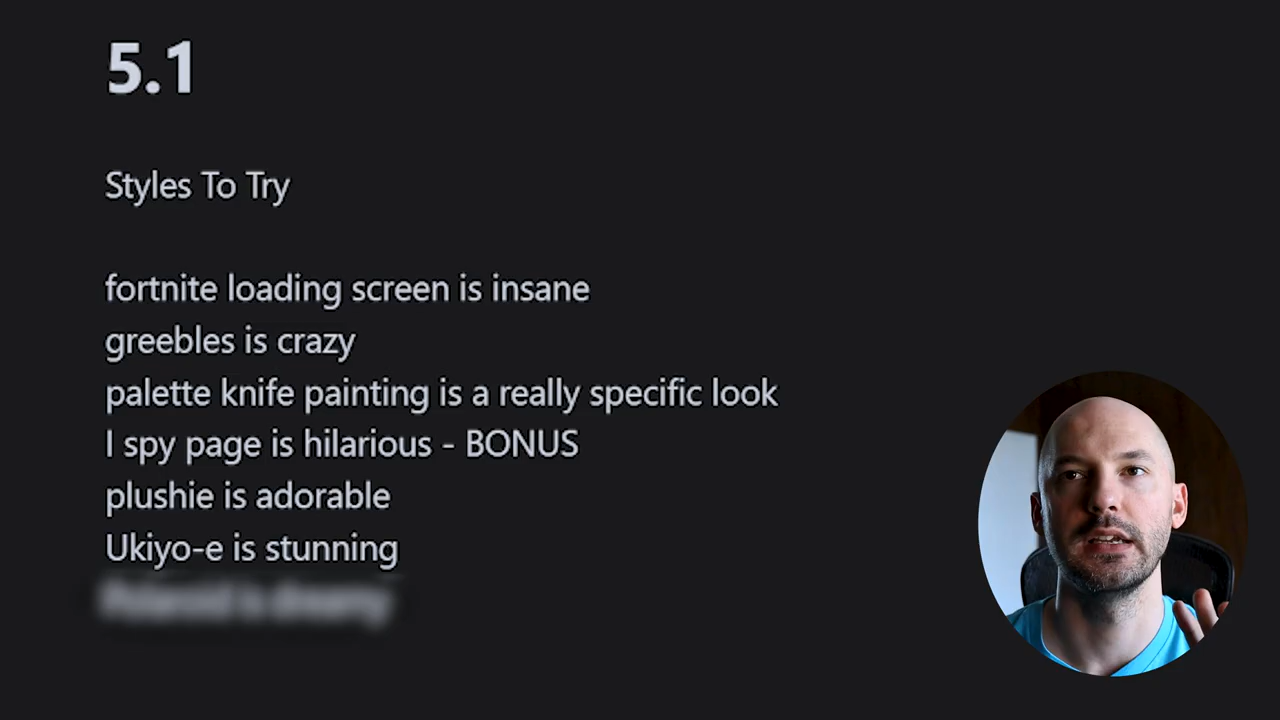 5.1
Styles To Try
fortnite loading screen is insane
greebles is crazy
palette knife painting is a really specific look
I spy page is hilarious - BONUS
plushie is adorable
Ukiyo-e is stunning